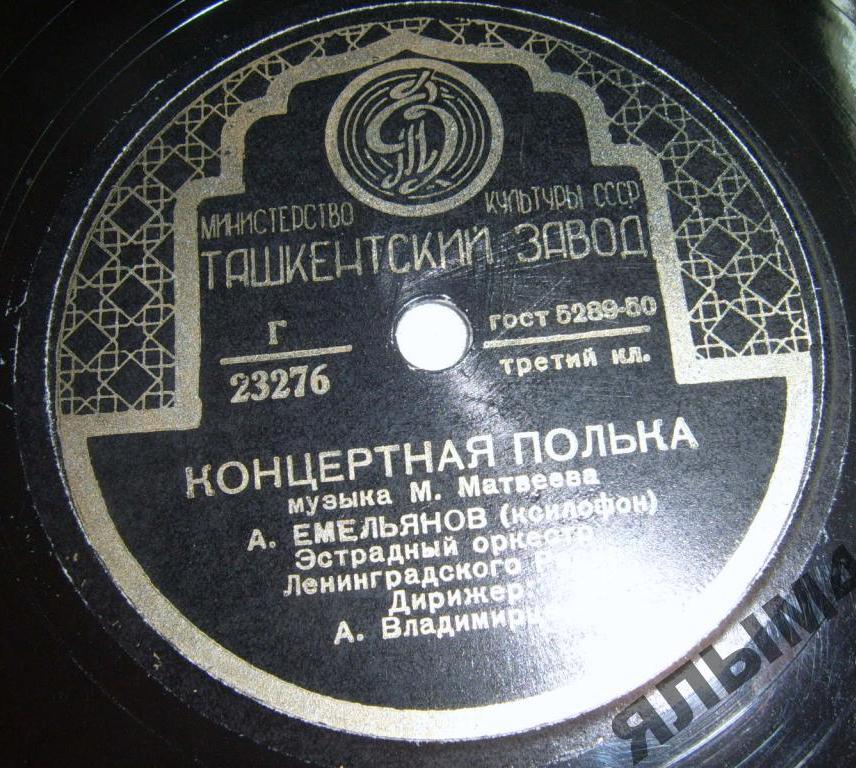 МИНИСТЕРСТВО КУЛЬТУРЫ СССР
ТАШКЕНТСКИЙ ЗАВОД
Г
23276
ГОСТ 5289-50
третий кл.
КОНЦЕРТНАЯ ПОЛЬКА
музыка М. Матвеева
А. ЕМЕЛЬЯНОВ (ксилофон)
Эстрадный оркестр
Ленинградского
Дирижер:
А.
ЯЛЫМА